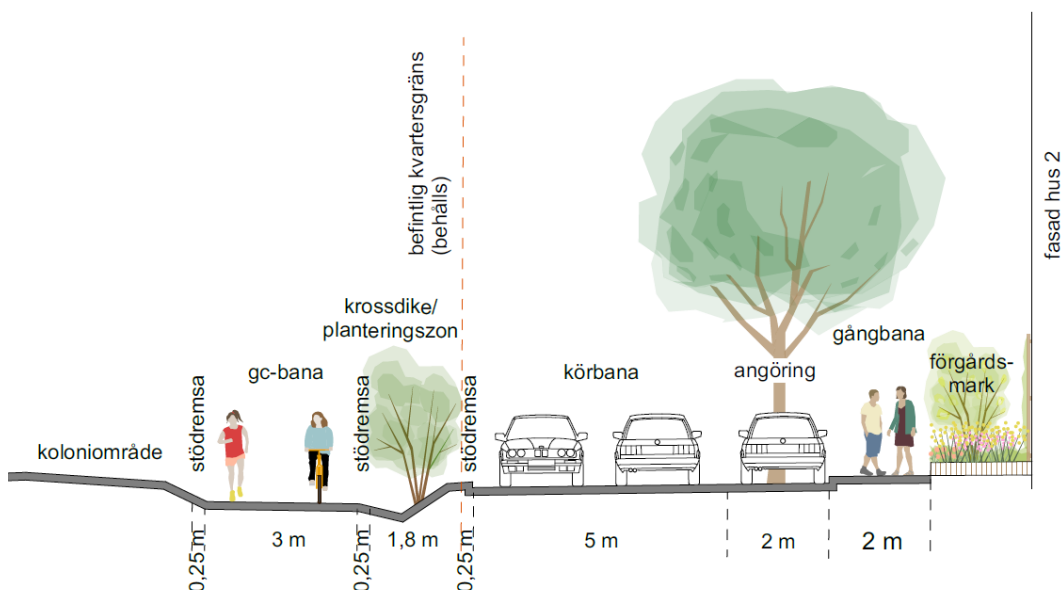 befintlig kvartersgräns
(behålls)
fasad hus 2
krossdike/
planteringszon
gångbana
gc-bana
körbana
angöring
förgårds-
mark
koloniområde
stödremsa
stödremsa
stödremsa
0,25 m
3 m
0,25 m
1,8 m
0,25 m
5 m
2 m
2 m